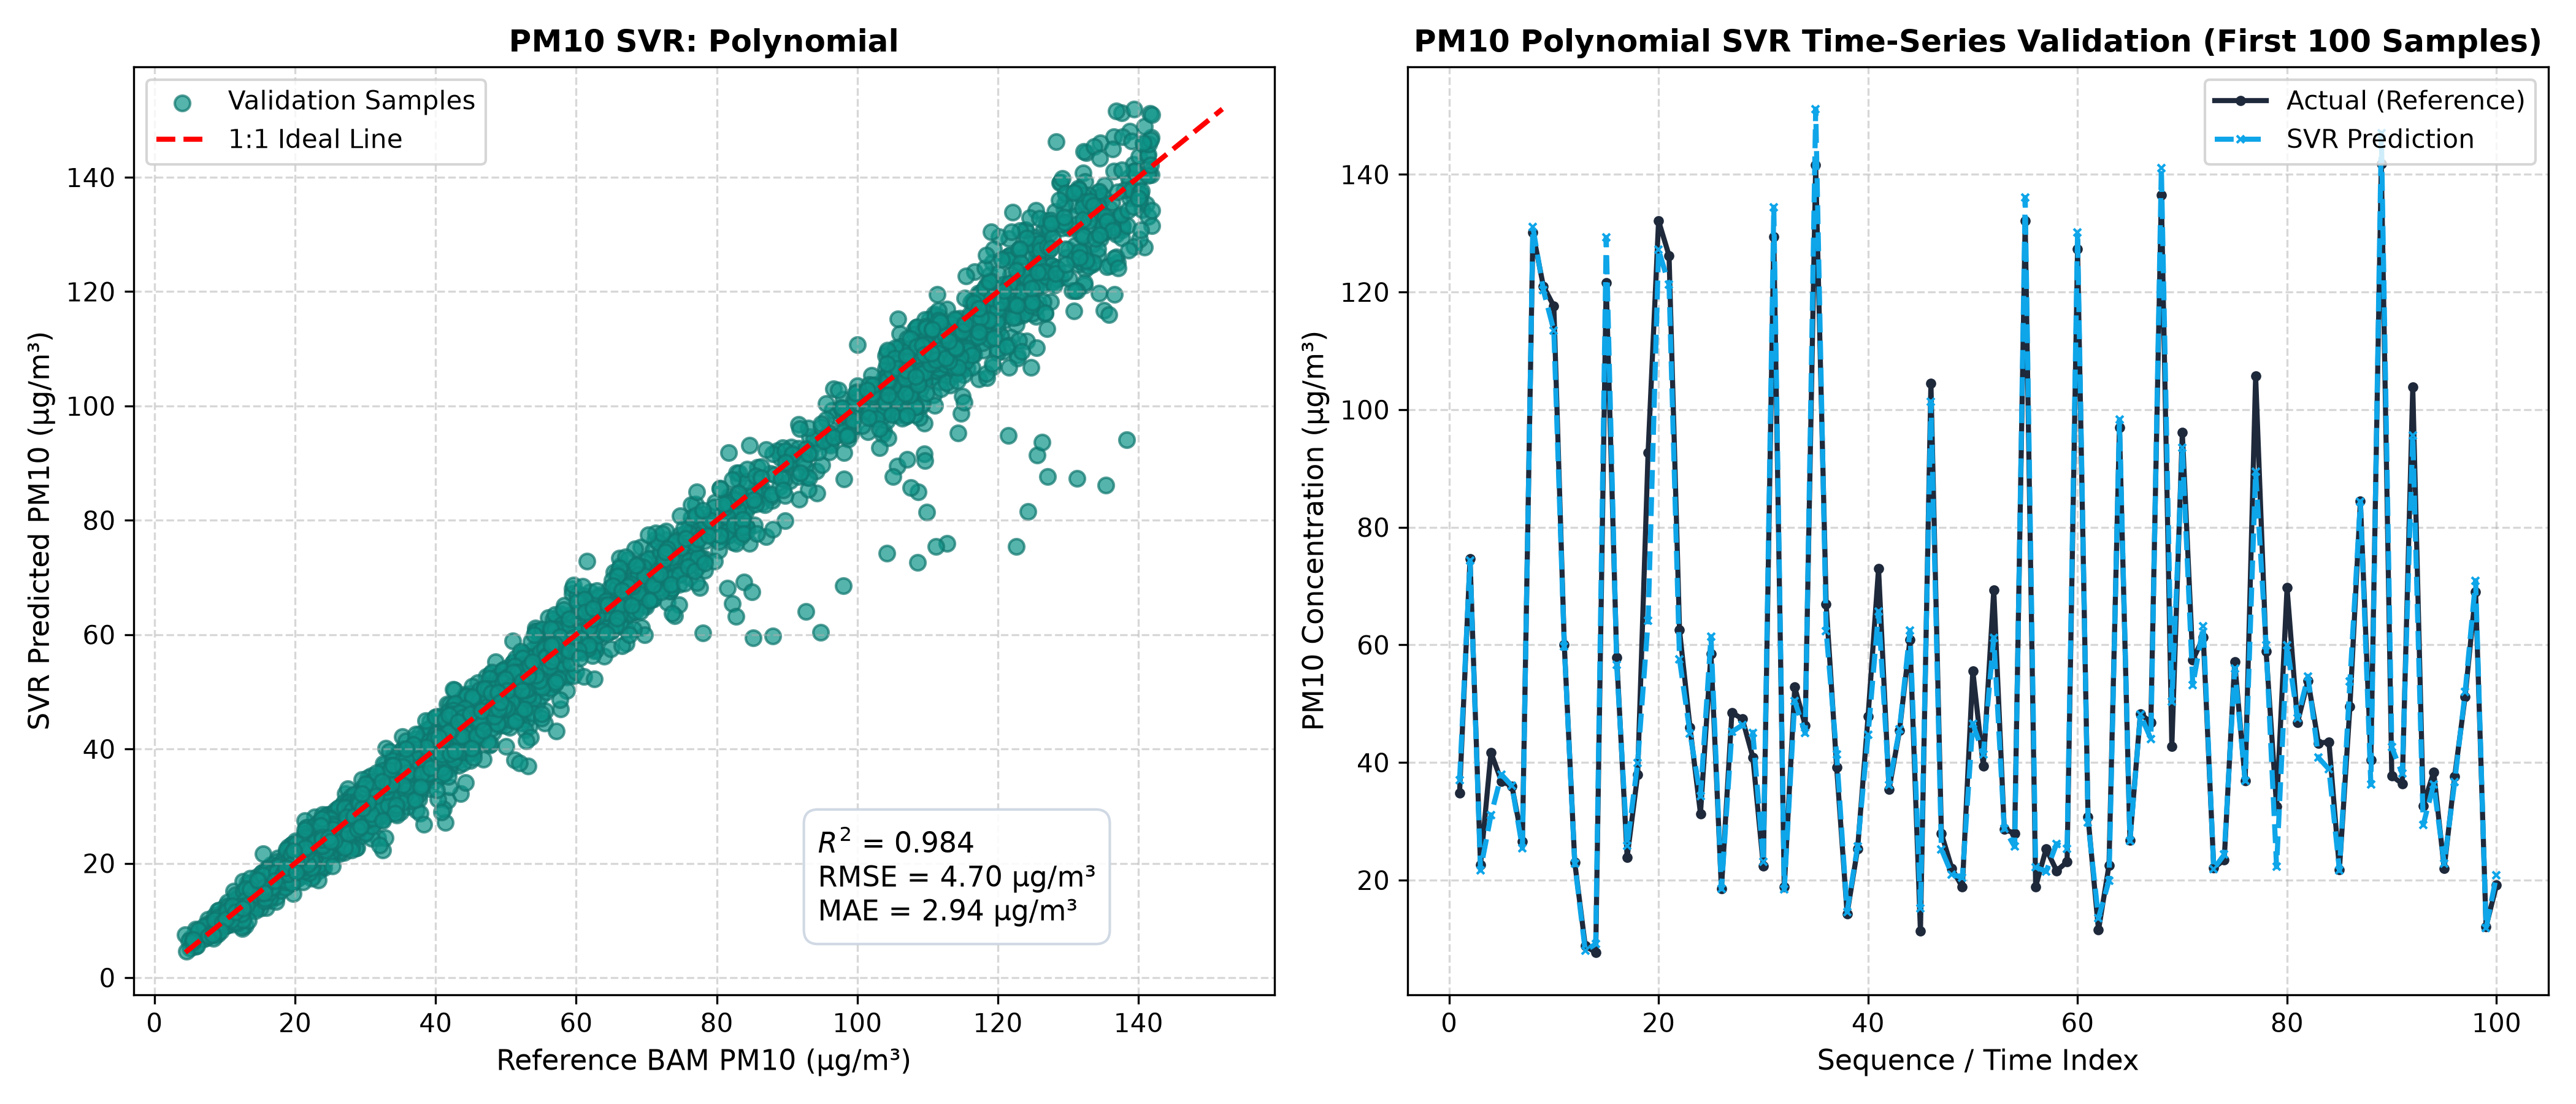 PM10 SVR: Polynomial
Validation Samples
1:1 Ideal Line
SVR Predicted PM10 (µg/m³)
140
120
100
80
60
40
20
0
R² = 0.984
RMSE = 4.70 µg/m³
MAE = 2.94 µg/m³
0 20 40 60 80 100 120 140
Reference BAM PM10 (µg/m³)
PM10 Polynomial SVR Time-Series Validation (First 100 Samples)
Actual (Reference)
SVR Prediction
PM10 Concentration (µg/m³)
140
120
100
80
60
40
20
0 20 40 60 80 100
Sequence / Time Index